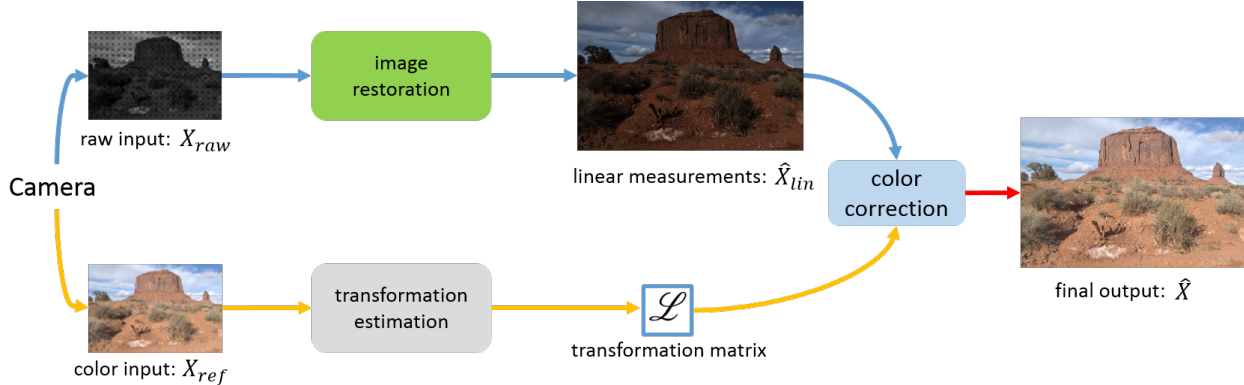 image
restoration
raw input: X_raw
linear measurements: X̂_lin
Camera
color
correction
transformation
estimation
ℒ
transformation matrix
color input: X_ref
final output: X̂